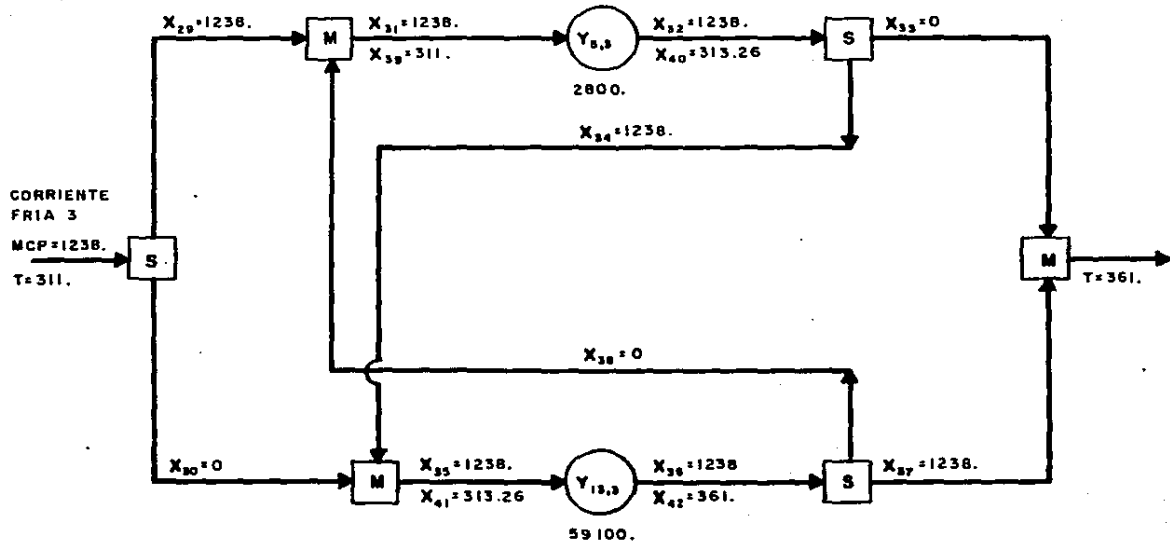 X29=1238.
M
X31=1238.
X39=311.
Y5,3
2800.
X32=1238.
X40=313.26
S
X33=0
X34=1238.
CORRIENTE
FRIA 3
MCP=1238.
T=311.
S
M
T=361.
X38=0
X30=0
M
X35=1238.
X41=313.26
Y13,3
59100.
X36=1238
X42=361.
S
X37=1238.